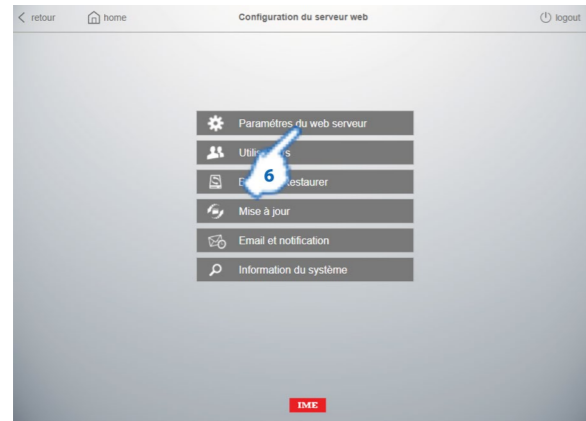 retour home Configuration du serveur web logout
Paramétres du web serveur
6
Mise à jour
Email et notification
Information du système
IME